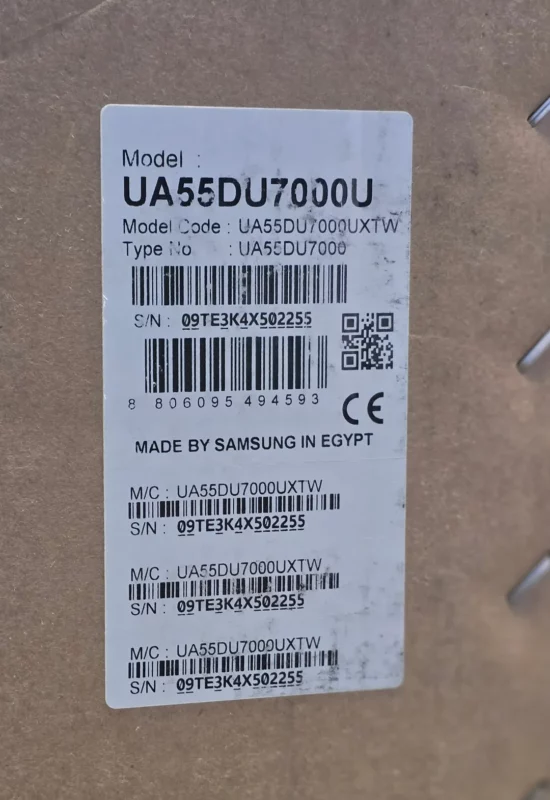 Model :
UA55DU7000U
Model Code : UA55DU7000UXTW
Type No : UA55DU7000
S/N : 09TE3K4X502255
8 806095 494593
CE
MADE BY SAMSUNG IN EGYPT
M/C : UA55DU7000UXTW
S/N : 09TE3K4X502255
M/C : UA55DU7000UXTW
S/N : 09TE3K4X502255
M/C : UA55DU7000UXTW
S/N : 09TE3K4X502255